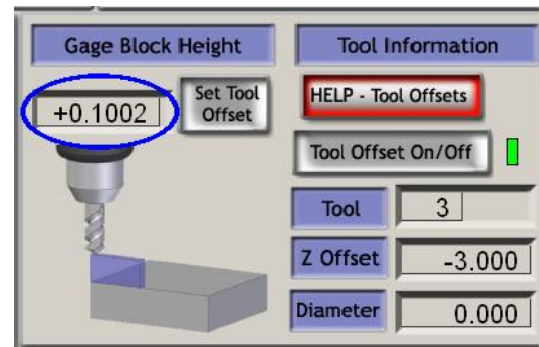 Gage Block Height
+0.1002
Set Tool
Offset
Tool Information
HELP - Tool Offsets
Tool Offset On/Off
Tool 3
Z Offset -3.000
Diameter 0.000